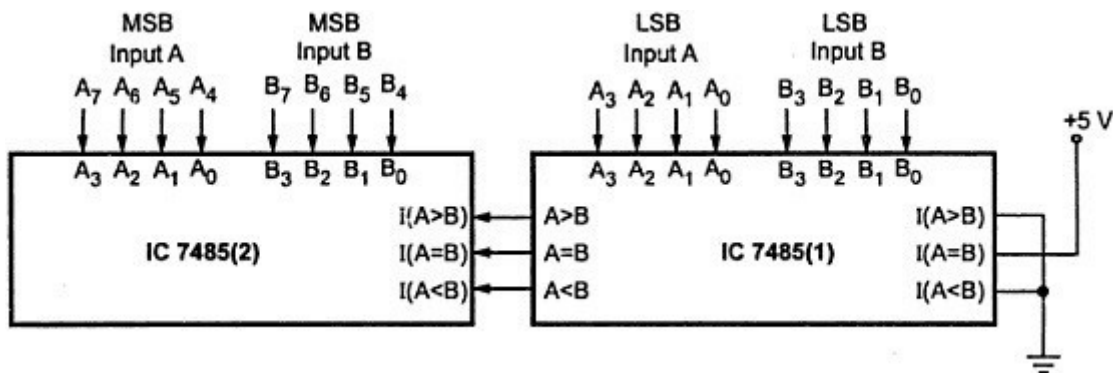 MSB MSB LSB LSB
Input A Input B Input A Input B
A7 A6 A5 A4 B7 B6 B5 B4 A3 A2 A1 A0 B3 B2 B1 B0
+5 V
A3 A2 A1 A0 B3 B2 B1 B0 A3 A2 A1 A0 B3 B2 B1 B0
I(A>B) A>B I(A>B)
IC 7485(2) I(A=B) A=B IC 7485(1) I(A=B)
I(A<B) A<B I(A<B)